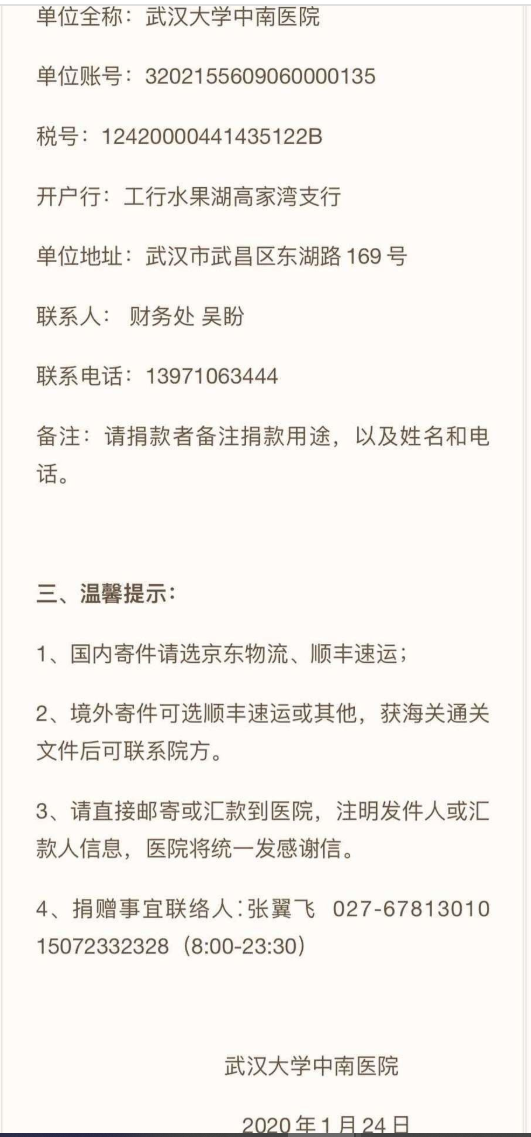 单位全称：武汉大学中南医院
单位账号：3202155609060000135
税号：12420000441435122B
开户行：工行水果湖高家湾支行
单位地址：武汉市武昌区东湖路 169 号
联系人： 财务处 吴盼
联系电话：13971063444
备注：请捐款者备注捐款用途，以及姓名和电
话。
三、温馨提示：
1、国内寄件请选京东物流、顺丰速运；
2、境外寄件可选顺丰速运或其他，获海关通关
文件后可联系院方。
3、请直接邮寄或汇款到医院，注明发件人或汇
款人信息，医院将统一发感谢信。
4、捐赠事宜联络人：张翼飞 027-67813010
15072332328（8:00-23:30）
武汉大学中南医院
2020 年 1 月 24 日